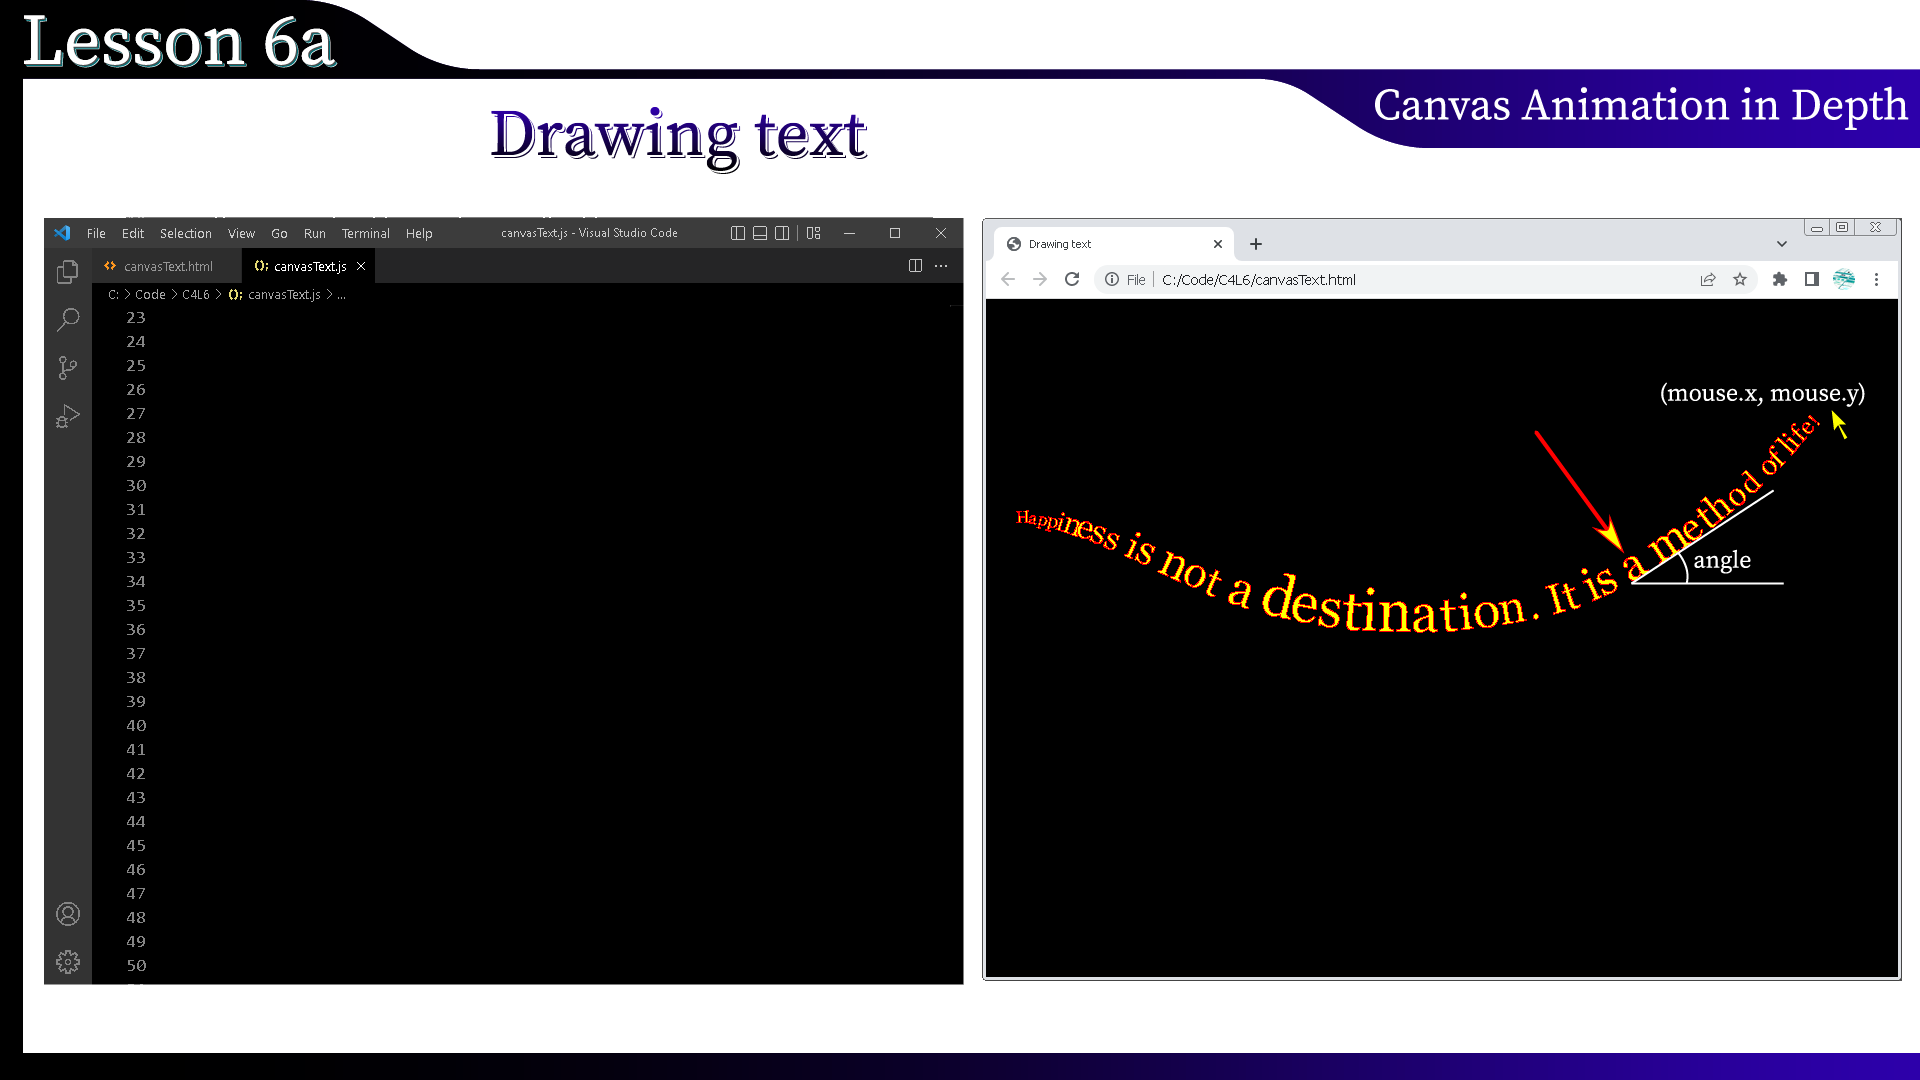 Lesson 6a
Canvas Animation in Depth
Drawing text
File Edit Selection View Go Run Terminal Help canvasText.js - Visual Studio Code
canvasText.html canvasText.js
C: > Code > C4L6 > canvasText.js > ...
23
24
25
26
27
28
29
30
31
32
33
34
35
36
37
38
39
40
41
42
43
44
45
46
47
48
49
50
Drawing text
File C:/Code/C4L6/canvasText.html
(mouse.x, mouse.y)
Happiness is not a destination. It is a method of life!
angle